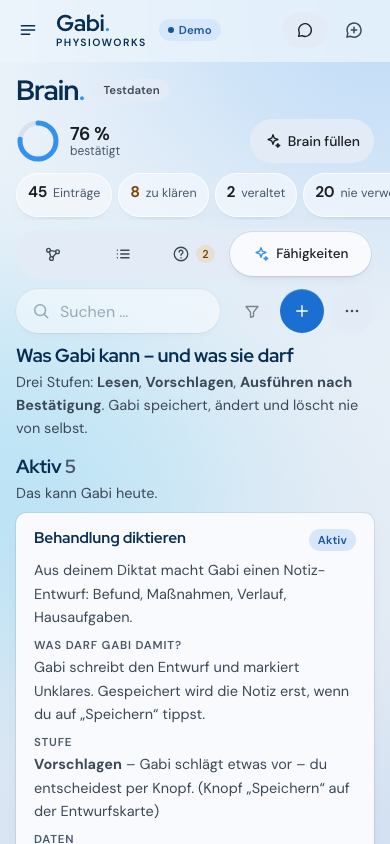 Gabi.
PHYSIOWORKS
Demo
Brain.
Testdaten
76 %
bestätigt
Brain füllen
45 Einträge
8 zu klären
2 veraltet
20 nie verw
2
Fähigkeiten
Suchen ...
Was Gabi kann – und was sie darf
Drei Stufen: Lesen, Vorschlagen, Ausführen nach
Bestätigung. Gabi speichert, ändert und löscht nie
von selbst.
Aktiv 5
Das kann Gabi heute.
Behandlung diktieren
Aktiv
Aus deinem Diktat macht Gabi einen Notiz-
Entwurf: Befund, Maßnahmen, Verlauf,
Hausaufgaben.
WAS DARF GABI DAMIT?
Gabi schreibt den Entwurf und markiert
Unklares. Gespeichert wird die Notiz erst, wenn
du auf „Speichern“ tippst.
STUFE
Vorschlagen – Gabi schlägt etwas vor – du
entscheidest per Knopf. (Knopf „Speichern“ auf
der Entwurfskarte)
DATEN